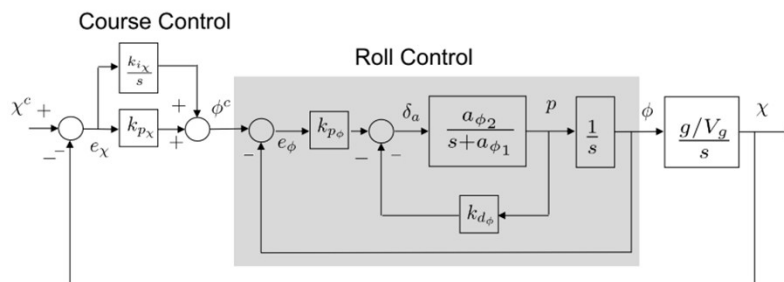 Course Control
Roll Control
k_{i_χ}/s
χ^c +
k_{p_χ}
+
+
φ^c
k_{p_φ}
δ_a
a_{φ_2}/(s+a_{φ_1})
p
1/s
φ
(g/V_g)/s
χ
− −
e_χ
−
e_φ
−
−
k_{d_φ}